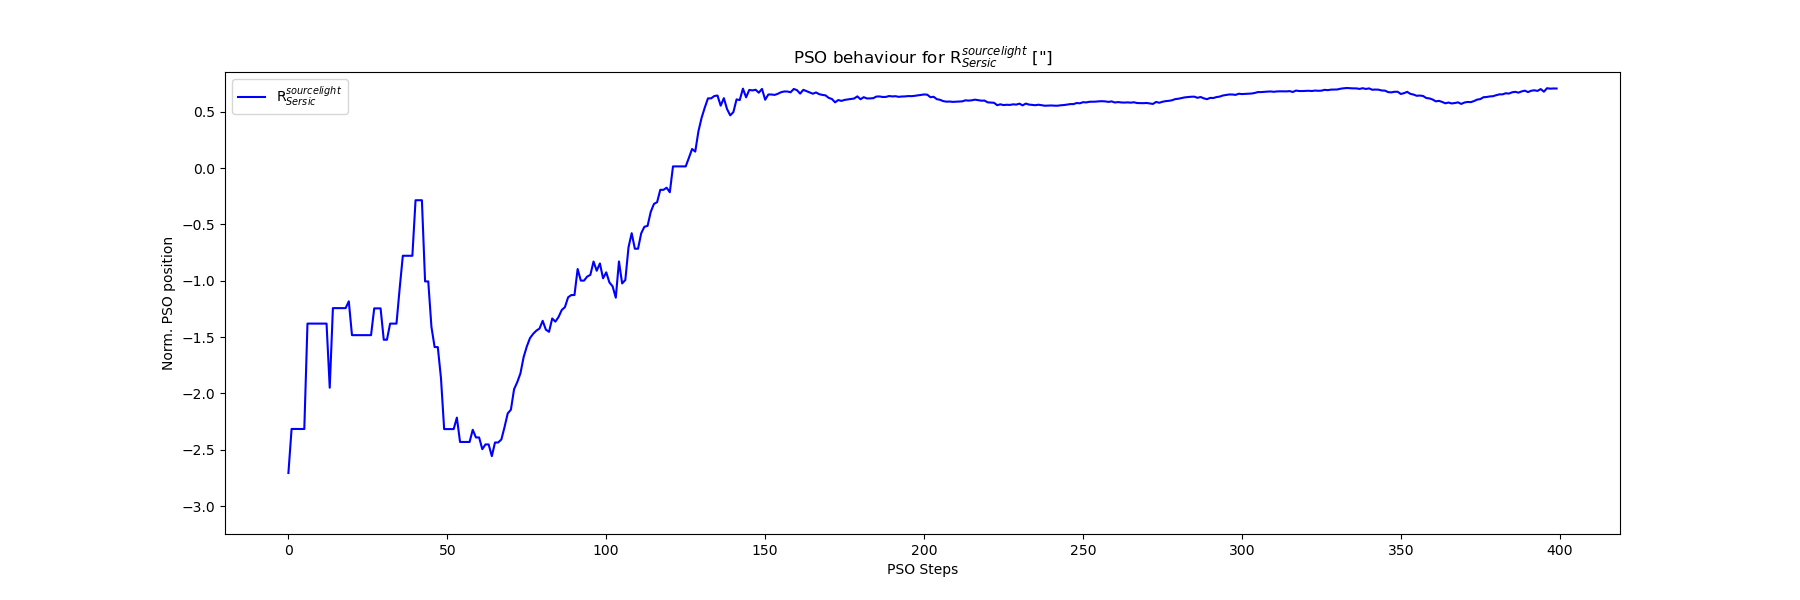 PSO behaviour for R^{sourcelight}_{Sersic} ["]
R^{sourcelight}_{Sersic}
Norm. PSO position
0.5
0.0
−0.5
−1.0
−1.5
−2.0
−2.5
−3.0
0 50 100 150 200 250 300 350 400
PSO Steps